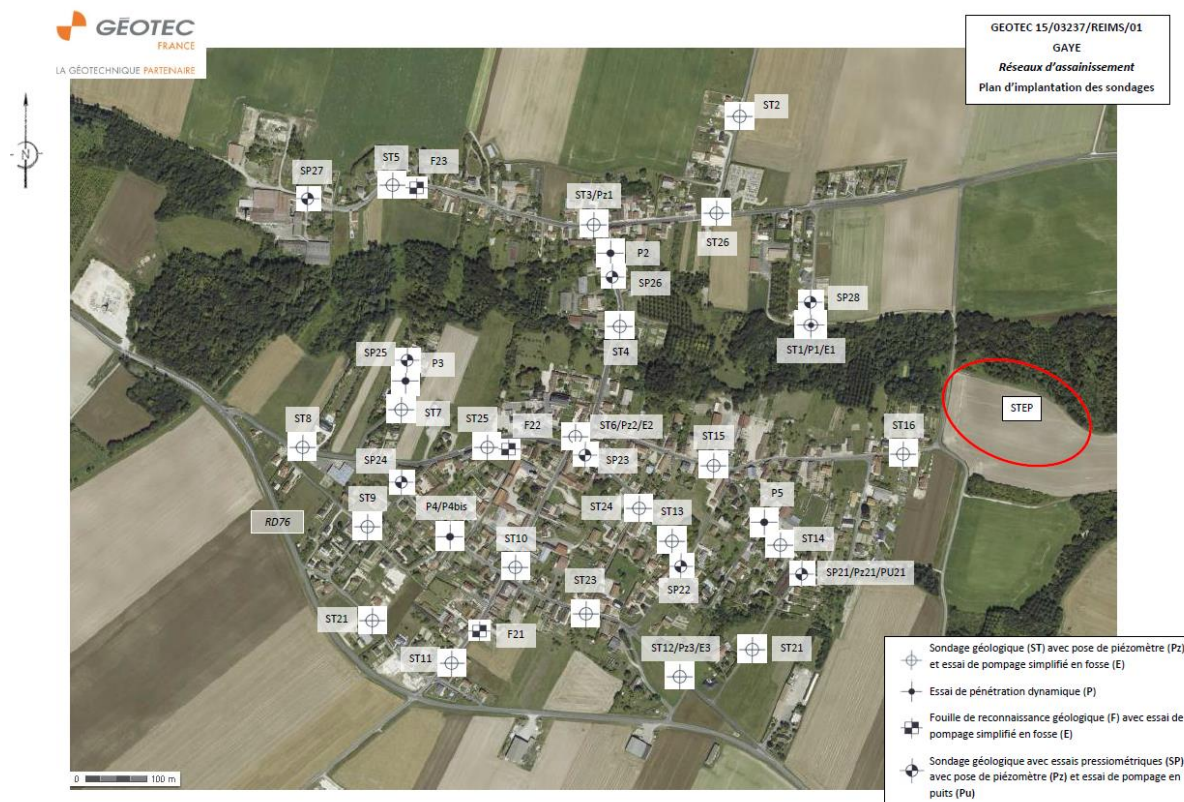 GÉOTEC
FRANCE
LA GÉOTECHNIQUE PARTENAIRE
GEOTEC 15/03237/REIMS/01
GAYE
Réseaux d'assainissement
Plan d'implantation des sondages
N
ST2
ST5
F23
SP27
ST3/Pz1
ST26
P2
SP26
SP28
ST4
ST1/P1/E1
SP25
P3
ST7
STEP
ST8
ST25
F22
ST6/Pz2/E2
ST15
ST16
SP24
SP23
ST9
P4/P4bis
ST24
ST13
P5
RD76
ST10
ST14
SP22
SP21/Pz21/PU21
ST23
ST21
F21
ST11
ST12/Pz3/E3
ST21
Sondage géologique (ST) avec pose de piézomètre (Pz)
et essai de pompage simplifié en fosse (E)
Essai de pénétration dynamique (P)
Fouille de reconnaissance géologique (F) avec essai de
pompage simplifié en fosse (E)
Sondage géologique avec essais pressiométriques (SP)
avec pose de piézomètre (Pz) et essai de pompage en
puits (Pu)
0 100 m